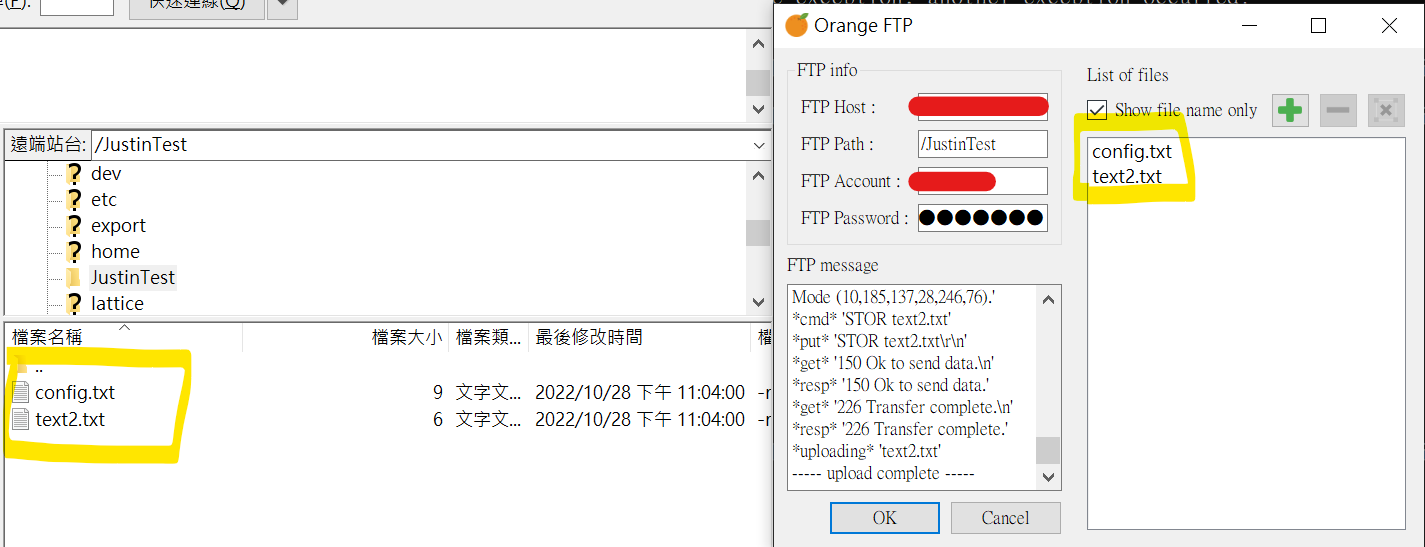 快速連線(Q)
遠端站台: /JustinTest
dev
etc
export
home
JustinTest
lattice
檔案名稱 檔案大小 檔案類... 最後修改時間
..
config.txt 9 文字文... 2022/10/28 下午 11:04:00
text2.txt 6 文字文... 2022/10/28 下午 11:04:00
Orange FTP
FTP info
FTP Host :
FTP Path : /JustinTest
FTP Account :
FTP Password : ●●●●●●●
FTP message
Mode (10,185,137,28,246,76).'
*cmd* 'STOR text2.txt'
*put* 'STOR text2.txt\r\n'
*get* '150 Ok to send data.\n'
*resp* '150 Ok to send data.'
*get* '226 Transfer complete.\n'
*resp* '226 Transfer complete.'
*uploading* 'text2.txt'
----- upload complete -----
OK Cancel
List of files
Show file name only
config.txt
text2.txt